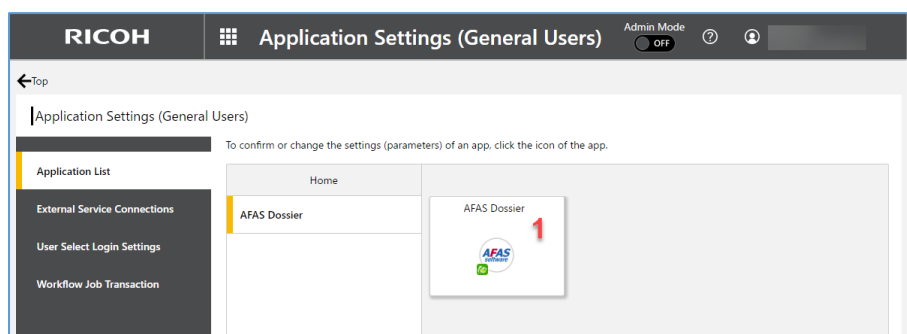 RICOH
Application Settings (General Users)
Admin Mode
OFF
Top
Application Settings (General Users)
To confirm or change the settings (parameters) of an app, click the icon of the app.
Application List
External Service Connections
User Select Login Settings
Workflow Job Transaction
Home
AFAS Dossier
AFAS Dossier
1
AFAS
software